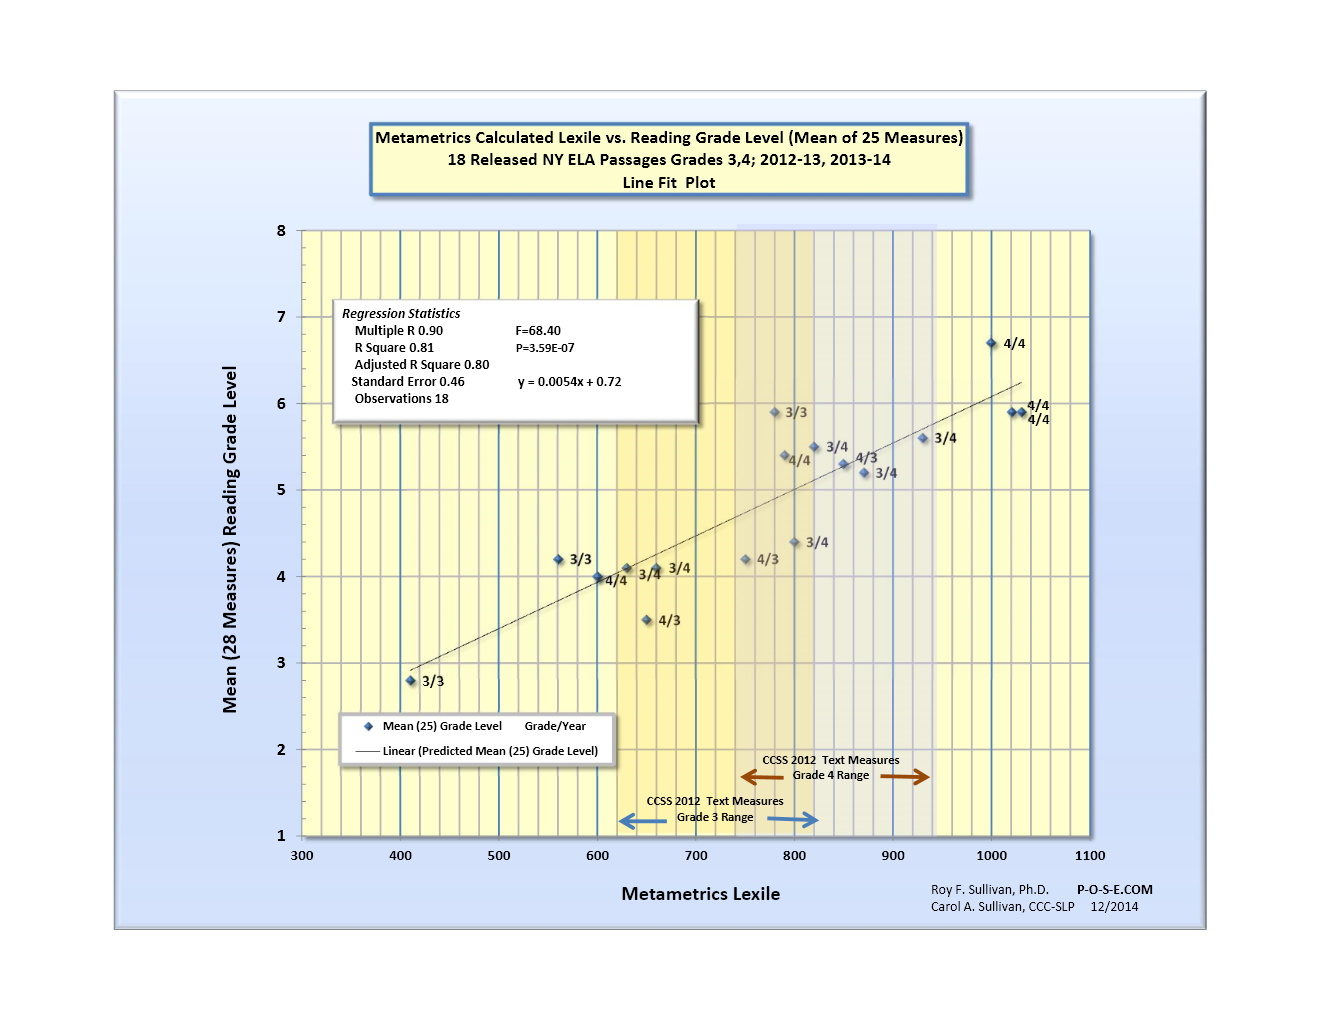 Metametrics Calculated Lexile vs. Reading Grade Level (Mean of 25 Measures)
18 Released NY ELA Passages Grades 3,4; 2012-13, 2013-14
Line Fit Plot
8
7
6
5
4
3
2
1
Mean (28 Measures) Reading Grade Level
Regression Statistics
Multiple R 0.90 F=68.40
R Square 0.81 P=3.59E-07
Adjusted R Square 0.80
Standard Error 0.46 y = 0.0054x + 0.72
Observations 18
4/4
4/4
4/4
3/3
3/4
3/4
4/4
4/3
3/4
3/4
3/3
4/3
4/4
3/4
3/4
4/3
3/3
Mean (25) Grade Level Grade/Year
Linear (Predicted Mean (25) Grade Level)
CCSS 2012 Text Measures
Grade 4 Range
CCSS 2012 Text Measures
Grade 3 Range
300 400 500 600 700 800 900 1000 1100
Metametrics Lexile
Roy F. Sullivan, Ph.D. P-O-S-E.COM
Carol A. Sullivan, CCC-SLP 12/2014